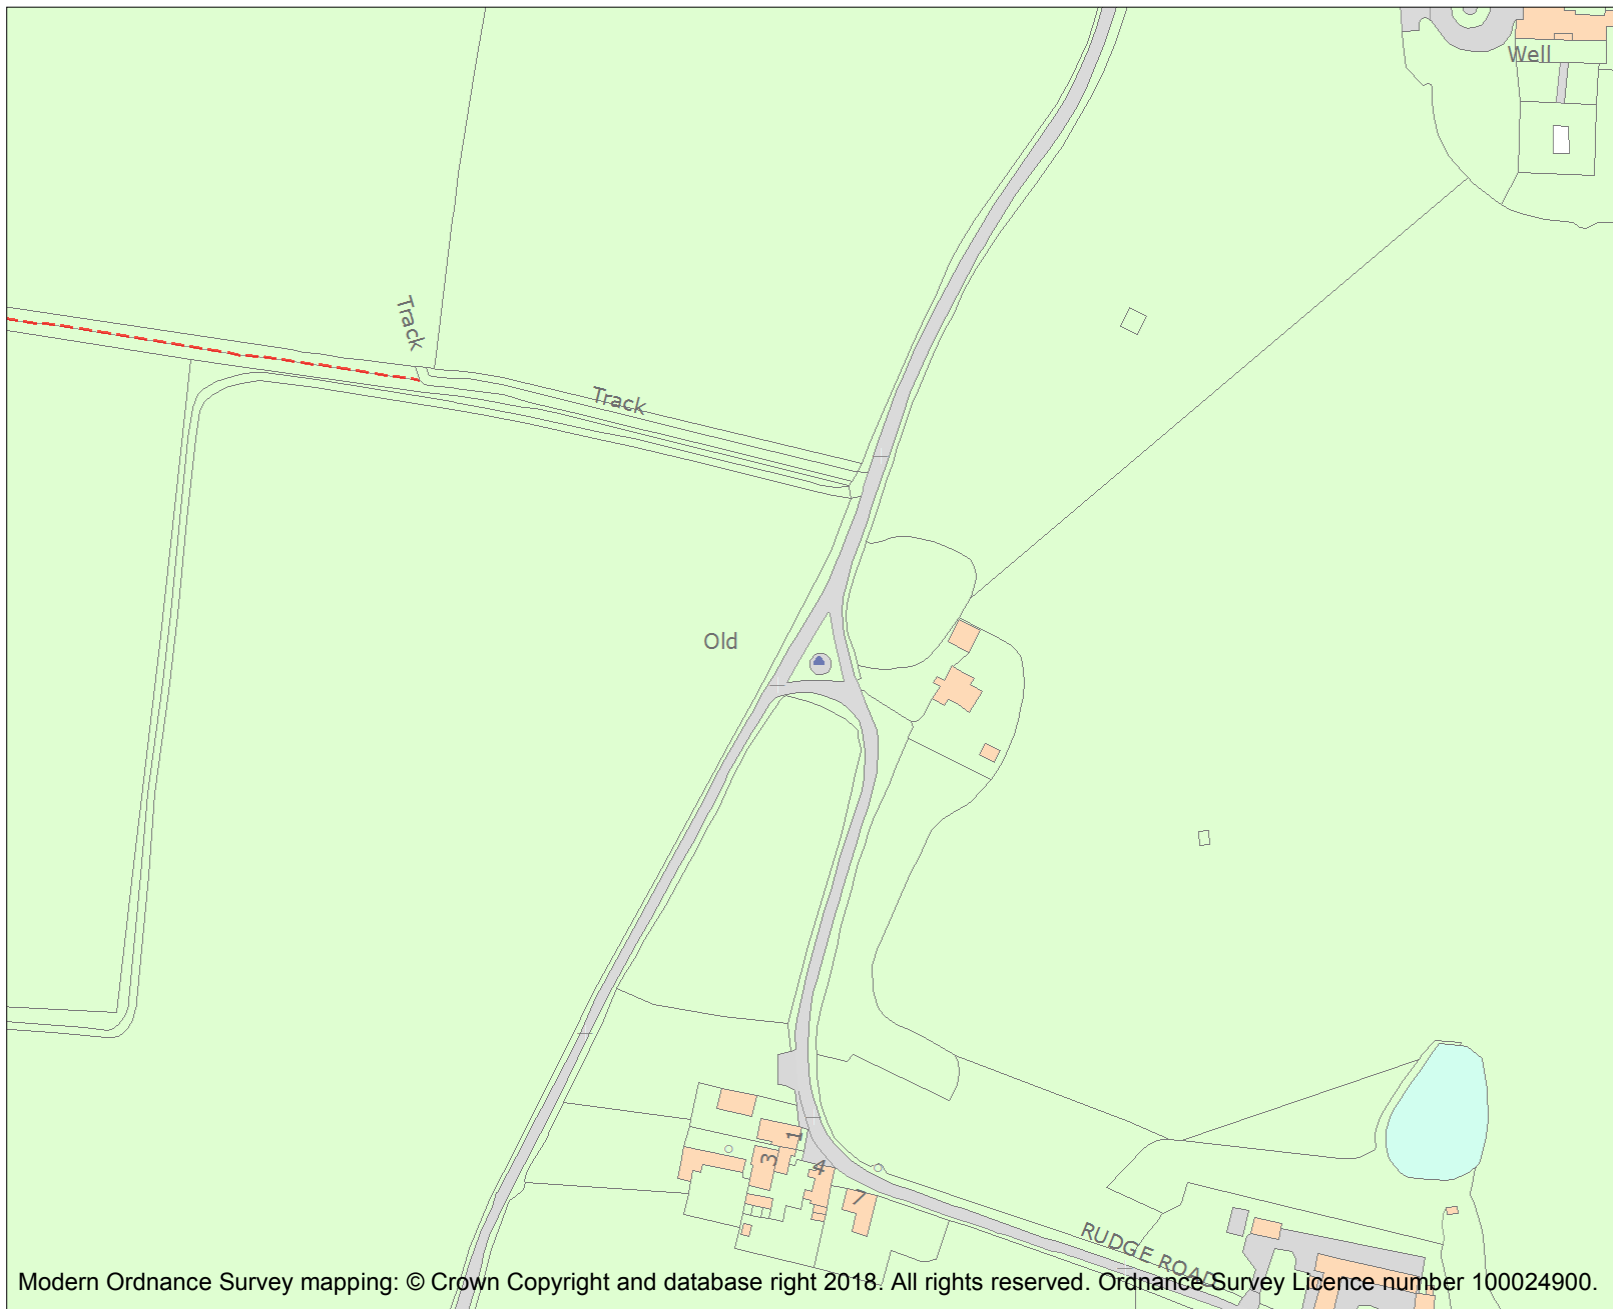 Well
Track
Track
Old
1
3
4
7
RUDGE ROAD
Modern Ordnance Survey mapping: © Crown Copyright and database right 2018. All rights reserved. Ordnance Survey Licence number 100024900.